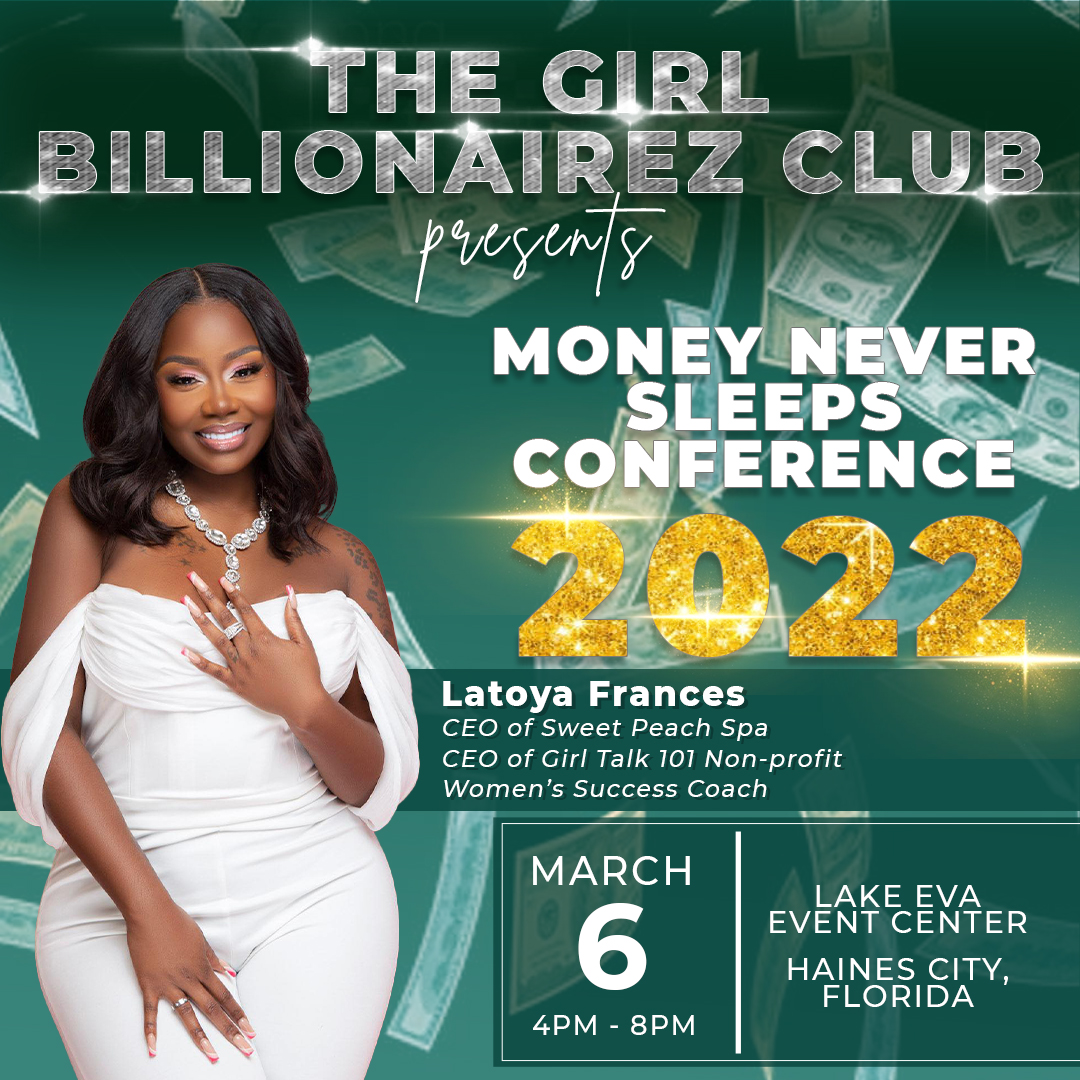 THE GIRL
BILLIONAIREZ CLUB
presents
MONEY NEVER
SLEEPS
CONFERENCE
2022
Latoya Frances
CEO of Sweet Peach Spa
CEO of Girl Talk 101 Non-profit
Women's Success Coach
MARCH
6
4PM - 8PM
LAKE EVA
EVENT CENTER
HAINES CITY,
FLORIDA